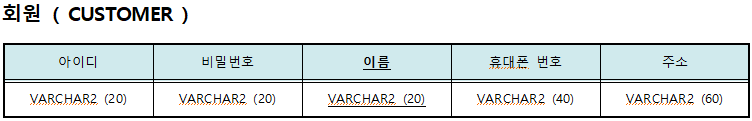 회원 ( CUSTOMER )
아이디 비밀번호 이름 휴대폰 번호 주소
VARCHAR2 (20) VARCHAR2 (20) VARCHAR2 (20) VARCHAR2 (40) VARCHAR2 (60)